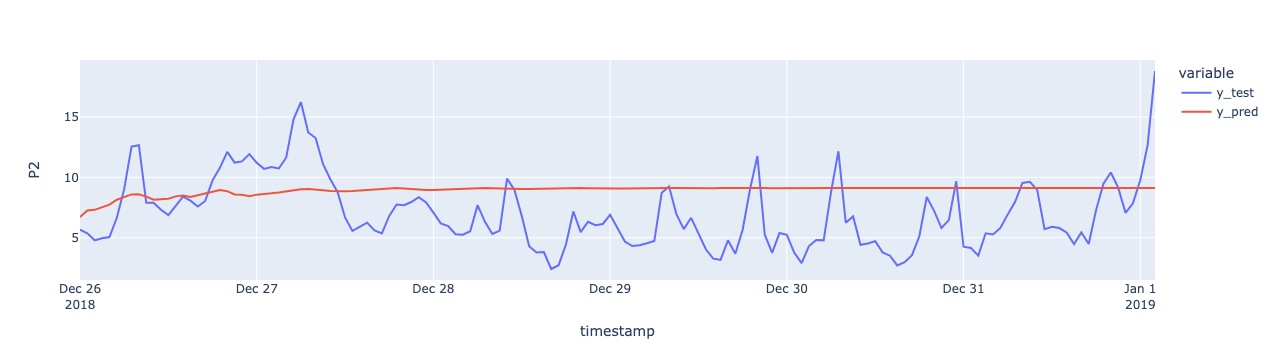 variable
y_test
y_pred
P2
15
10
5
Dec 26
2018
Dec 27
Dec 28
Dec 29
Dec 30
Dec 31
Jan 1
2019
timestamp